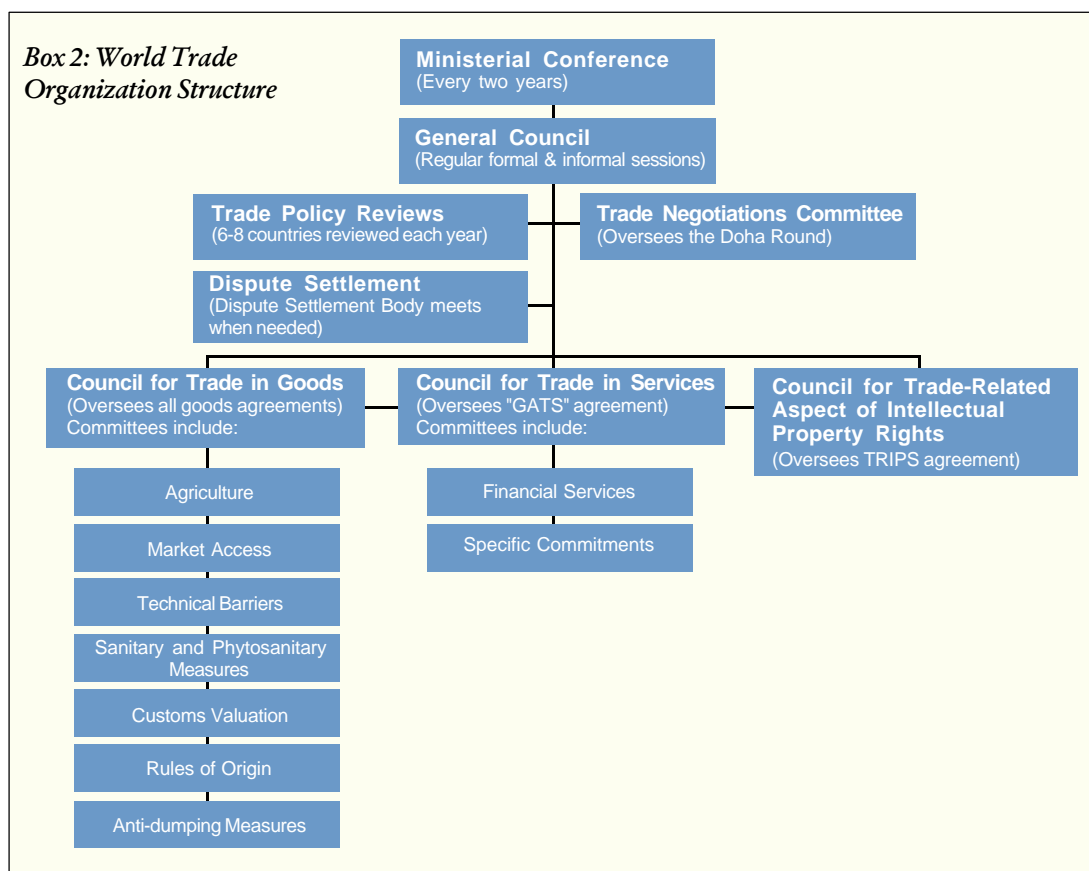 Box 2: World Trade
Organization Structure
Ministerial Conference
(Every two years)
General Council
(Regular formal & informal sessions)
Trade Policy Reviews
(6-8 countries reviewed each year)
Trade Negotiations Committee
(Oversees the Doha Round)
Dispute Settlement
(Dispute Settlement Body meets
when needed)
Council for Trade in Goods
(Oversees all goods agreements)
Committees include:
Council for Trade in Services
(Oversees "GATS" agreement)
Committees include:
Council for Trade-Related
Aspect of Intellectual
Property Rights
(Oversees TRIPS agreement)
Agriculture
Market Access
Technical Barriers
Sanitary and Phytosanitary
Measures
Customs Valuation
Rules of Origin
Anti-dumping Measures
Financial Services
Specific Commitments